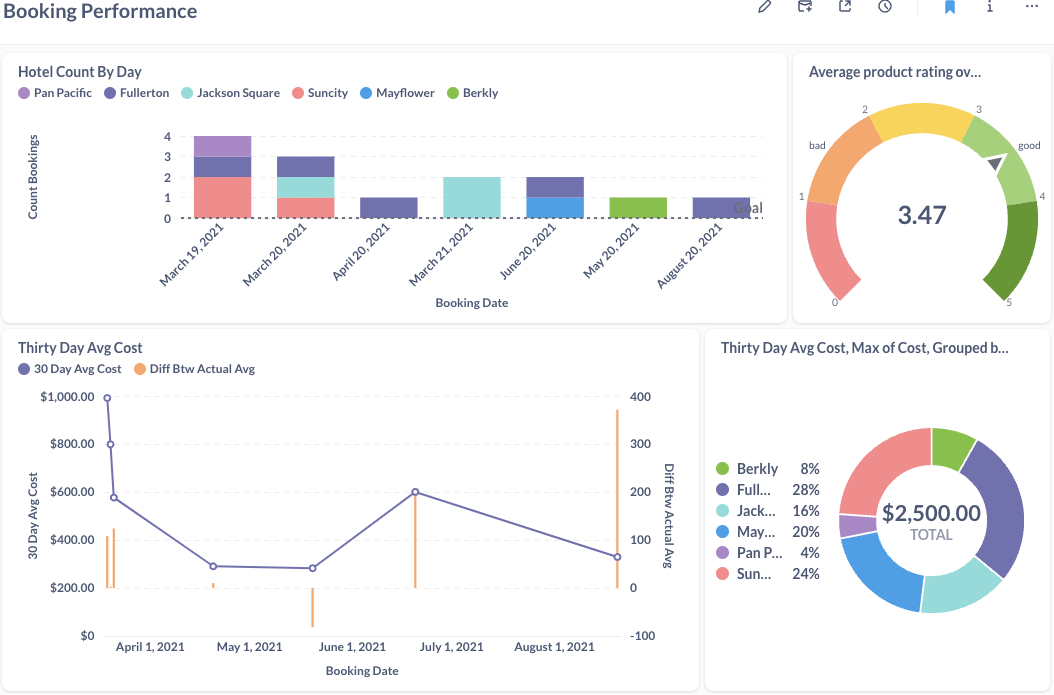 Booking Performance
Hotel Count By Day
Pan Pacific Fullerton Jackson Square Suncity Mayflower Berkly
Count Bookings
4
3
2
1
0
Goal
March 19, 2021
March 20, 2021
April 20, 2021
March 21, 2021
June 20, 2021
May 20, 2021
August 20, 2021
Booking Date
Average product rating ov...
0
1
bad
2
3
good
4
5
3.47
Thirty Day Avg Cost
30 Day Avg Cost Diff Btw Actual Avg
30 Day Avg Cost
$1,000.00
$800.00
$600.00
$400.00
$200.00
$0
400
300
200
100
0
-100
Diff Btw Actual Avg
April 1, 2021 May 1, 2021 June 1, 2021 July 1, 2021 August 1, 2021
Booking Date
Thirty Day Avg Cost, Max of Cost, Grouped b...
Berkly 8%
Full... 28%
Jack... 16%
May... 20%
Pan P... 4%
Sun... 24%
$2,500.00
TOTAL